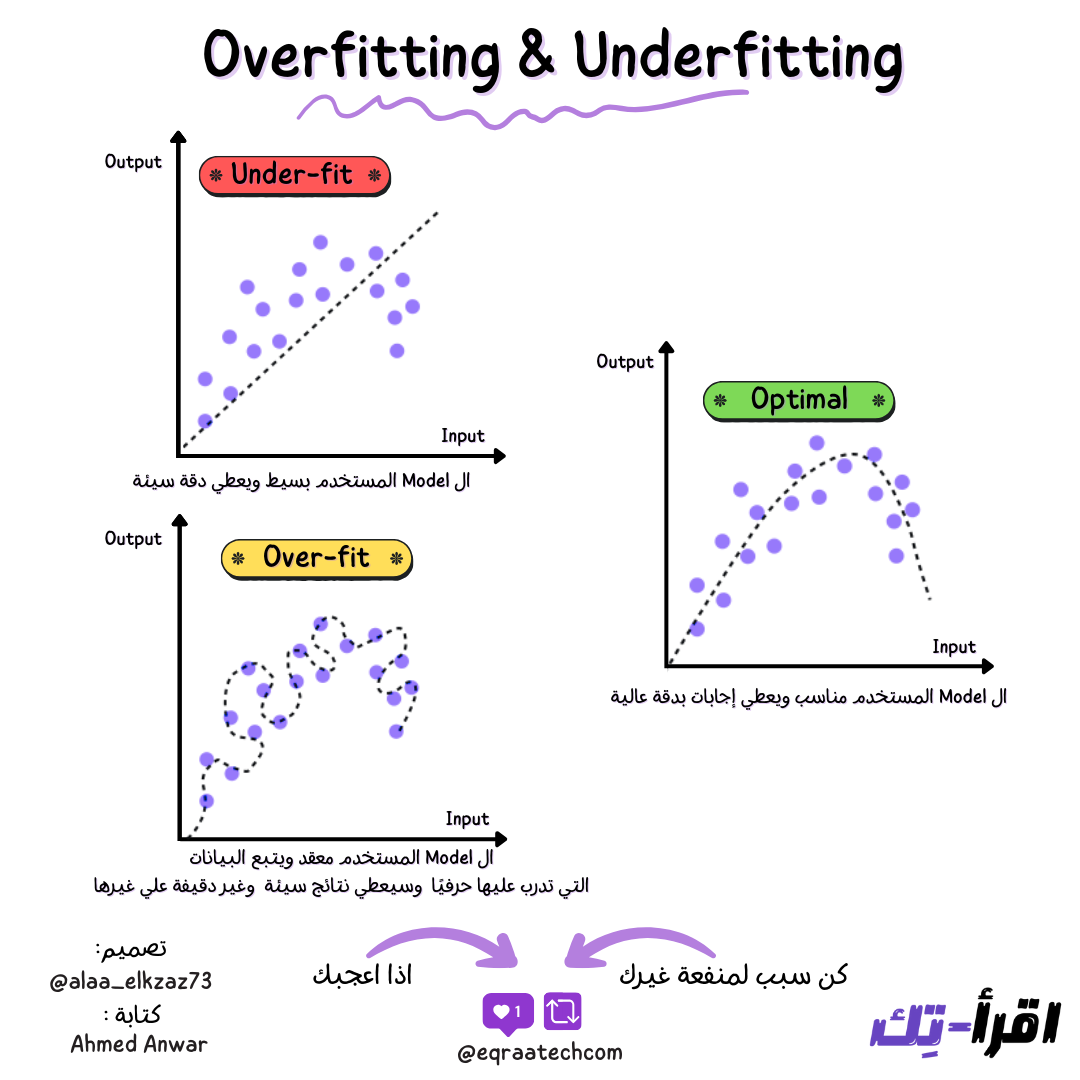 Overfitting & Underfitting
Output
Under-fit
Input
ال Model المستخدم بسيط ويعطي دقة سيئة
Output
Optimal
Input
ال Model المستخدم مناسب ويعطي إجابات بدقة عالية
Output
Over-fit
Input
ال Model المستخدم معقد ويتبع البيانات
التي تدرب عليها حرفيًا وسيعطي نتائج سيئة وغير دقيقة علي غيرها
تصميم:
@alaa_elkzaz73
كتابة :
Ahmed Anwar
كن سبب لمنفعة غيرك
اذا اعجبك
1
@eqraatechcom
اقرأ-تِك